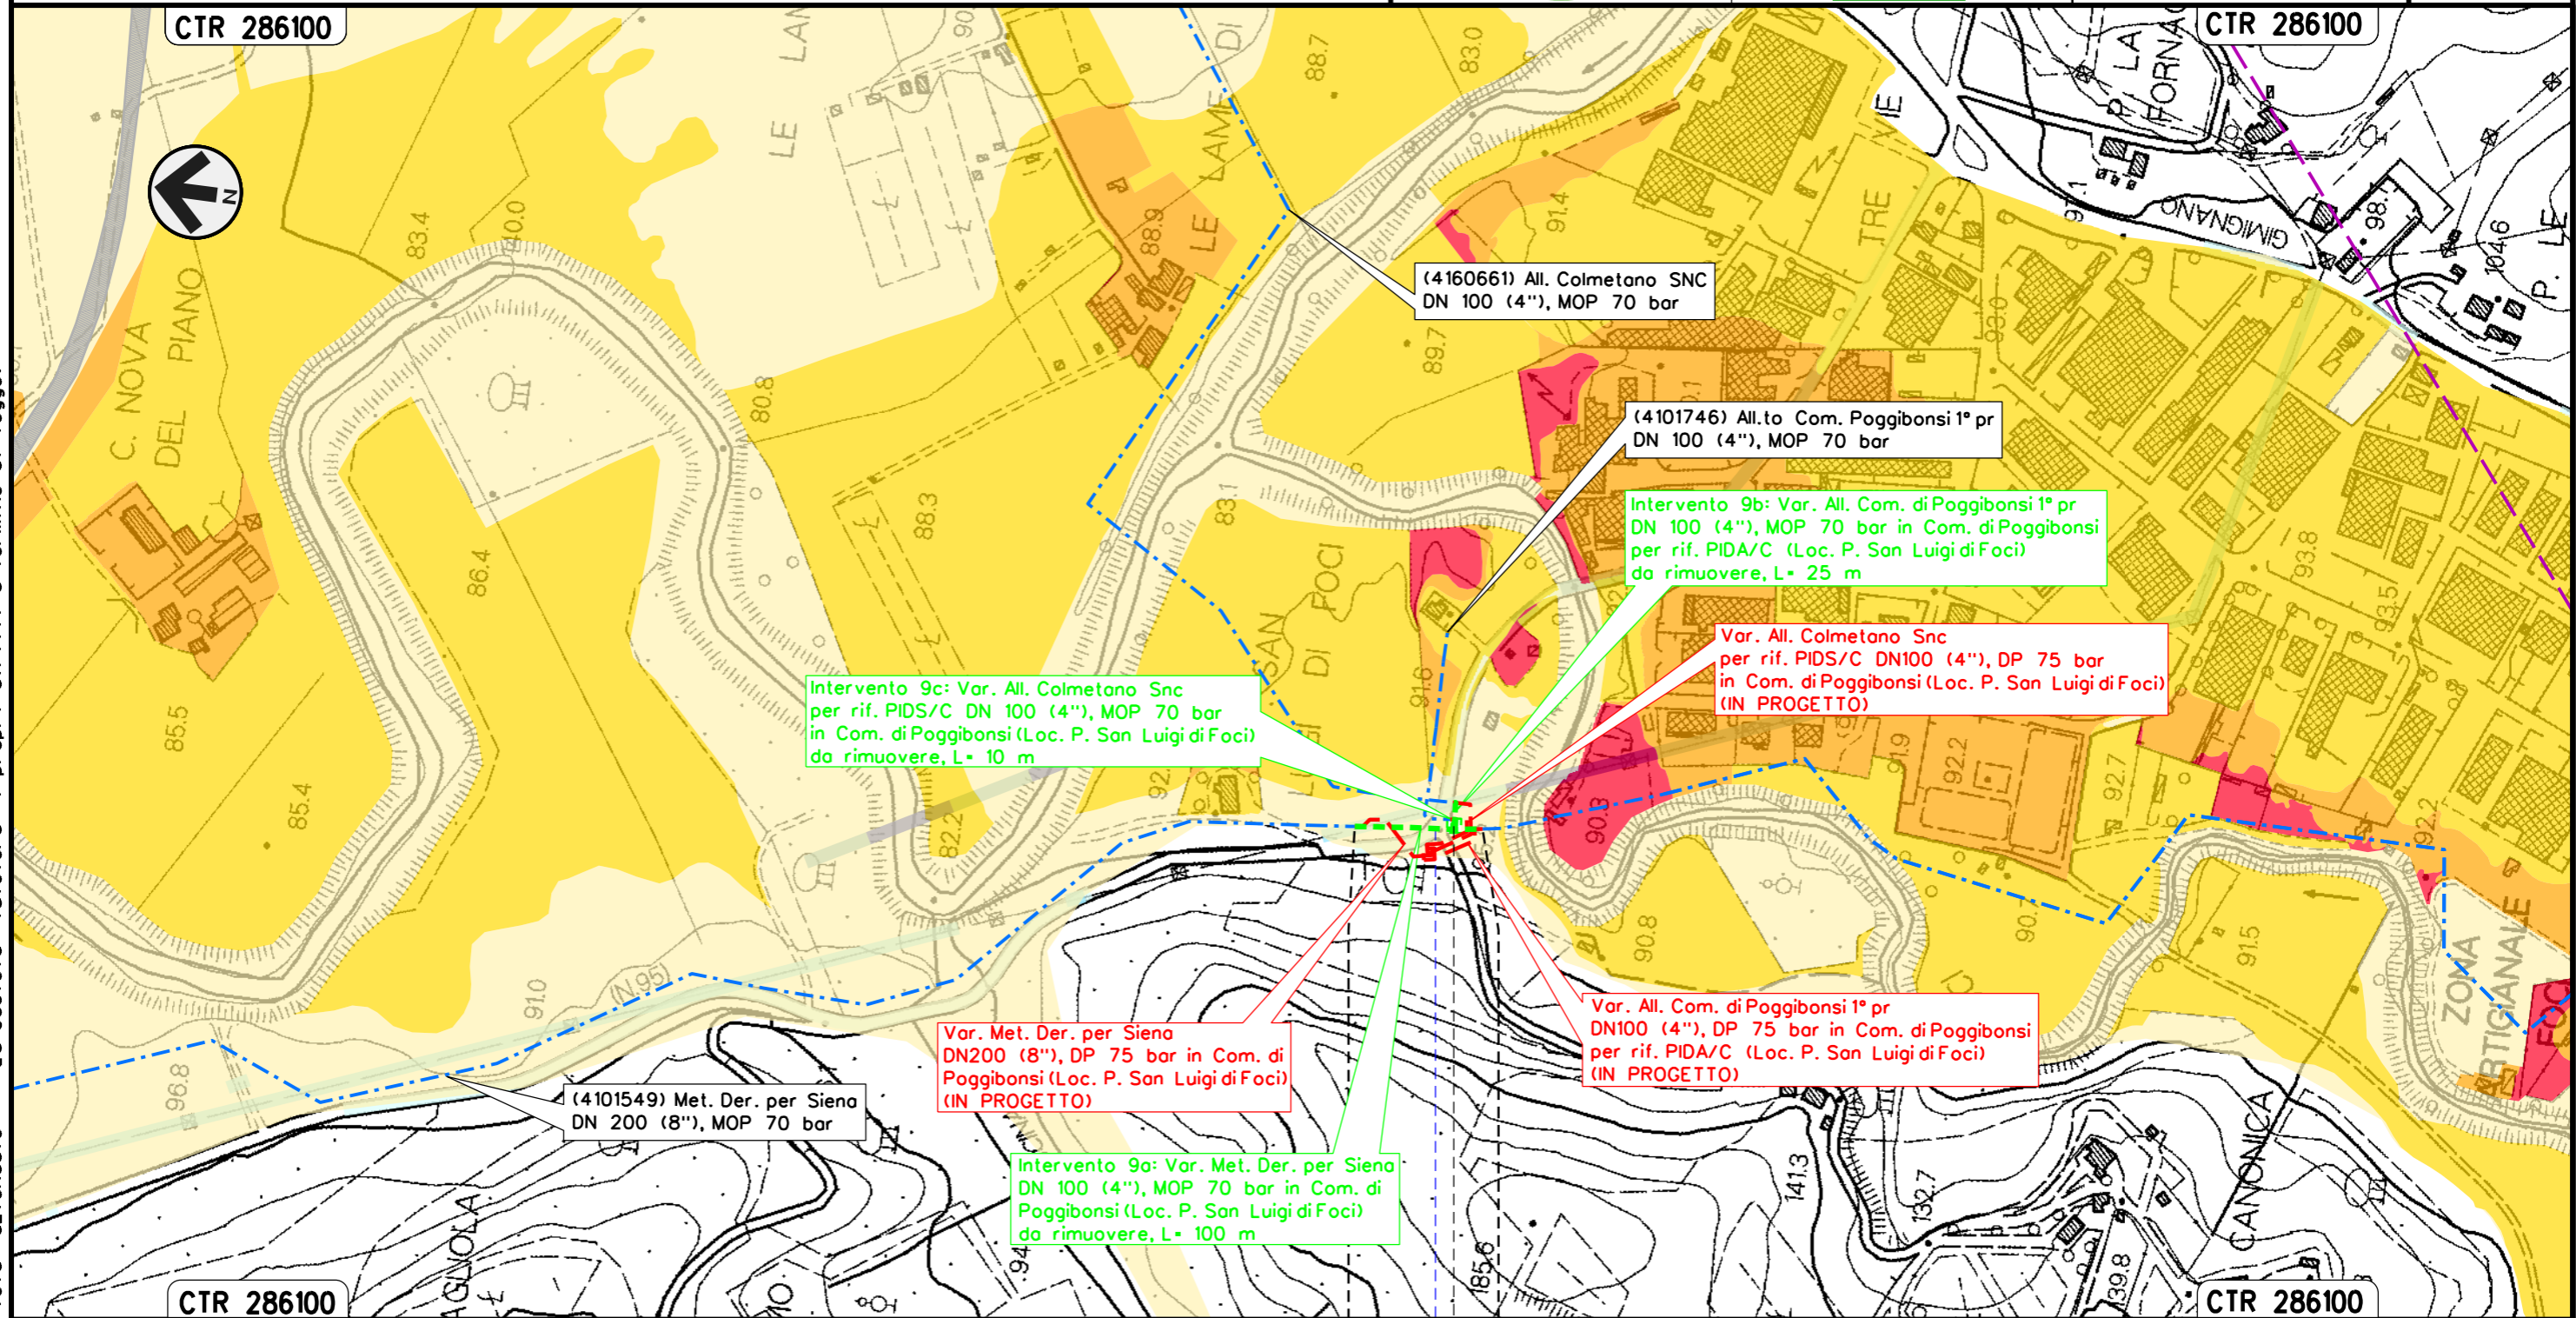 CTR 286100
CTR 286100
90.
88.7
83.0
LE LAN
LE LAME DI
P. LA
FORNAC
VIE
TRE
91.4
GIMIGNANO
98.1
104.6
P. LE
N
83.4
40.0
88.9
C. NOVA
DEL PIANO
(4160661) All. Colmetano SNC
DN 100 (4"), MOP 70 bar
89.7
93.0
80.8
(4101746) All.to Com. Poggibonsi 1° pr
DN 100 (4"), MOP 70 bar
88.3
83.1
Intervento 9b: Var. All. Com. di Poggibonsi 1° pr
DN 100 (4"), MOP 70 bar in Com. di Poggibonsi
per rif. PIDA/C (Loc. P. San Luigi di Foci)
da rimuovere, L= 25 m
93.8
93.5
86.4
SAN
DI FOCI
91.6
Var. All. Colmetano Snc
per rif. PIDS/C DN100 (4"), DP 75 bar
in Com. di Poggibonsi (Loc. P. San Luigi di Foci)
(IN PROGETTO)
Intervento 9c: Var. All. Colmetano Snc
per rif. PIDS/C DN 100 (4"), MOP 70 bar
in Com. di Poggibonsi (Loc. P. San Luigi di Foci)
da rimuovere, L= 10 m
85.5
85.4
82.2
90.3
92.2
92.7
92.2
90.8
91.5
ZONA
ARTIGIANALE
FOCI
91.0
(N.95)
96.8
Var. All. Com. di Poggibonsi 1° pr
DN100 (4"), DP 75 bar in Com. di Poggibonsi
per rif. PIDA/C (Loc. P. San Luigi di Foci)
(IN PROGETTO)
Var. Met. Der. per Siena
DN200 (8"), DP 75 bar in Com. di
Poggibonsi (Loc. P. San Luigi di Foci)
(IN PROGETTO)
(4101549) Met. Der. per Siena
DN 200 (8"), MOP 70 bar
Intervento 9a: Var. Met. Der. per Siena
DN 100 (4"), MOP 70 bar in Com. di
Poggibonsi (Loc. P. San Luigi di Foci)
da rimuovere, L= 100 m
141.3
132.7
CANONICA
AGLIOLA
185.6
139.8
CTR 286100
CTR 286100